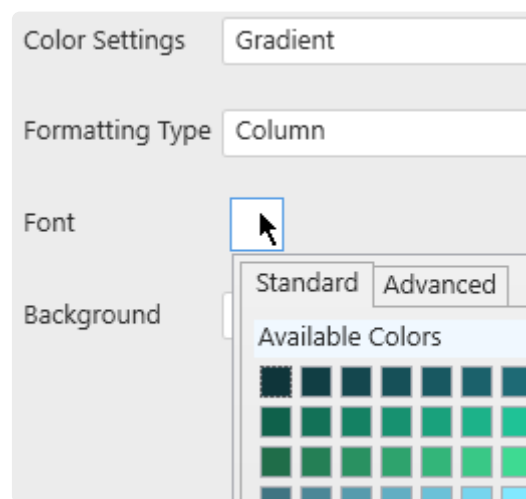 Color Settings Gradient
Formatting Type Column
Font
Standard Advanced
Background
Available Colors